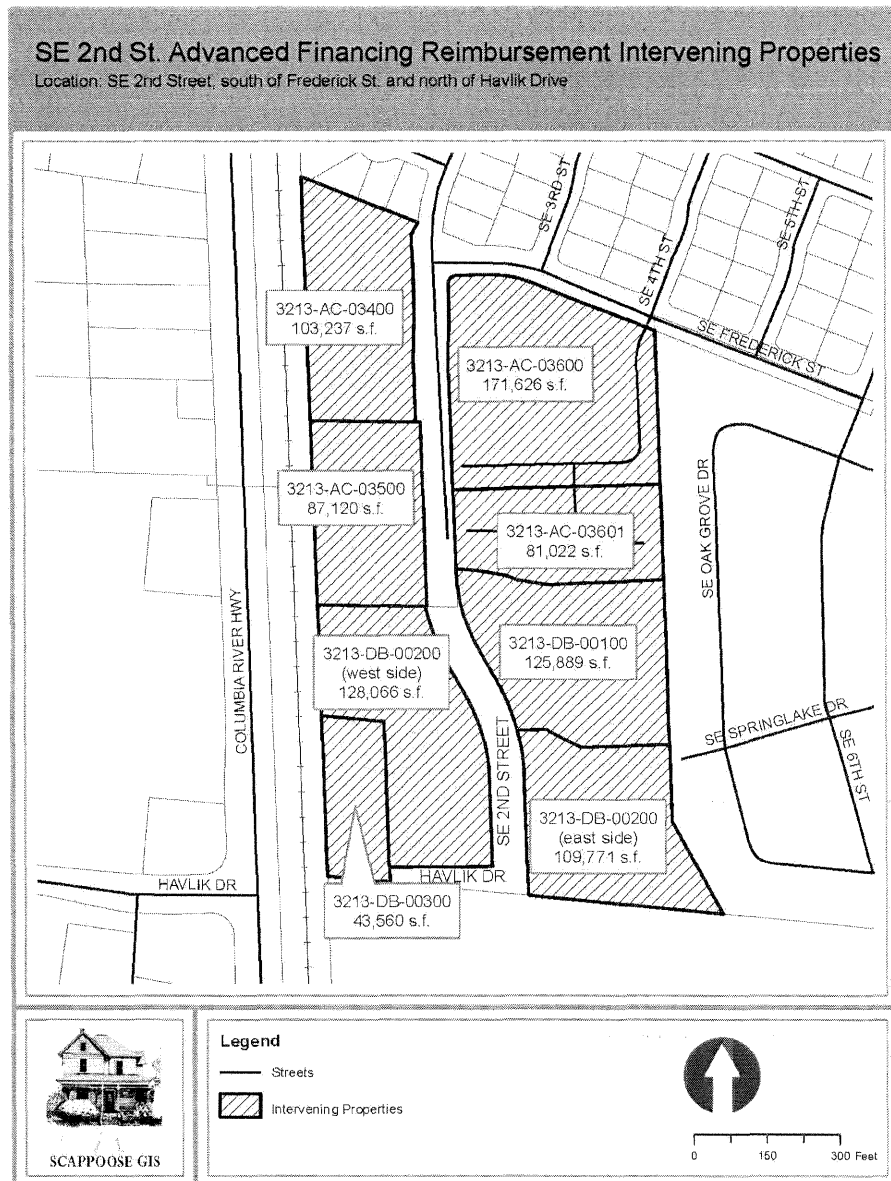 SE 2nd St. Advanced Financing Reimbursement Intervening Properties
Location: SE 2nd Street, south of Frederick St. and north of Havlik Drive
SE 3RD ST
SE 4TH ST
SE 5TH ST
SE FREDERICK ST
3213-AC-03400
103,237 s.f.
3213-AC-03600
171,626 s.f.
3213-AC-03500
87,120 s.f.
3213-AC-03601
81,022 s.f.
SE OAK GROVE DR
COLUMBIA RIVER HWY
3213-DB-00200
(west side)
128,066 s.f.
3213-DB-00100
125,889 s.f.
SE SPRINGLAKE DR
SE 6TH ST
SE 2ND STREET
3213-DB-00200
(east side)
109,771 s.f.
HAVLIK DR
HAVLIK DR
3213-DB-00300
43,560 s.f.
Legend
Streets
Intervening Properties
SCAPPOOSE GIS
0 150 300 Feet